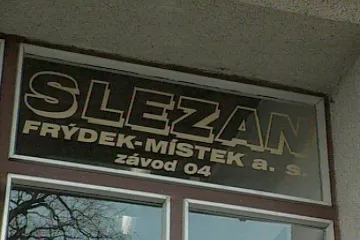 SLEZAN
FRÝDEK-MÍSTEK a. s.
závod 04